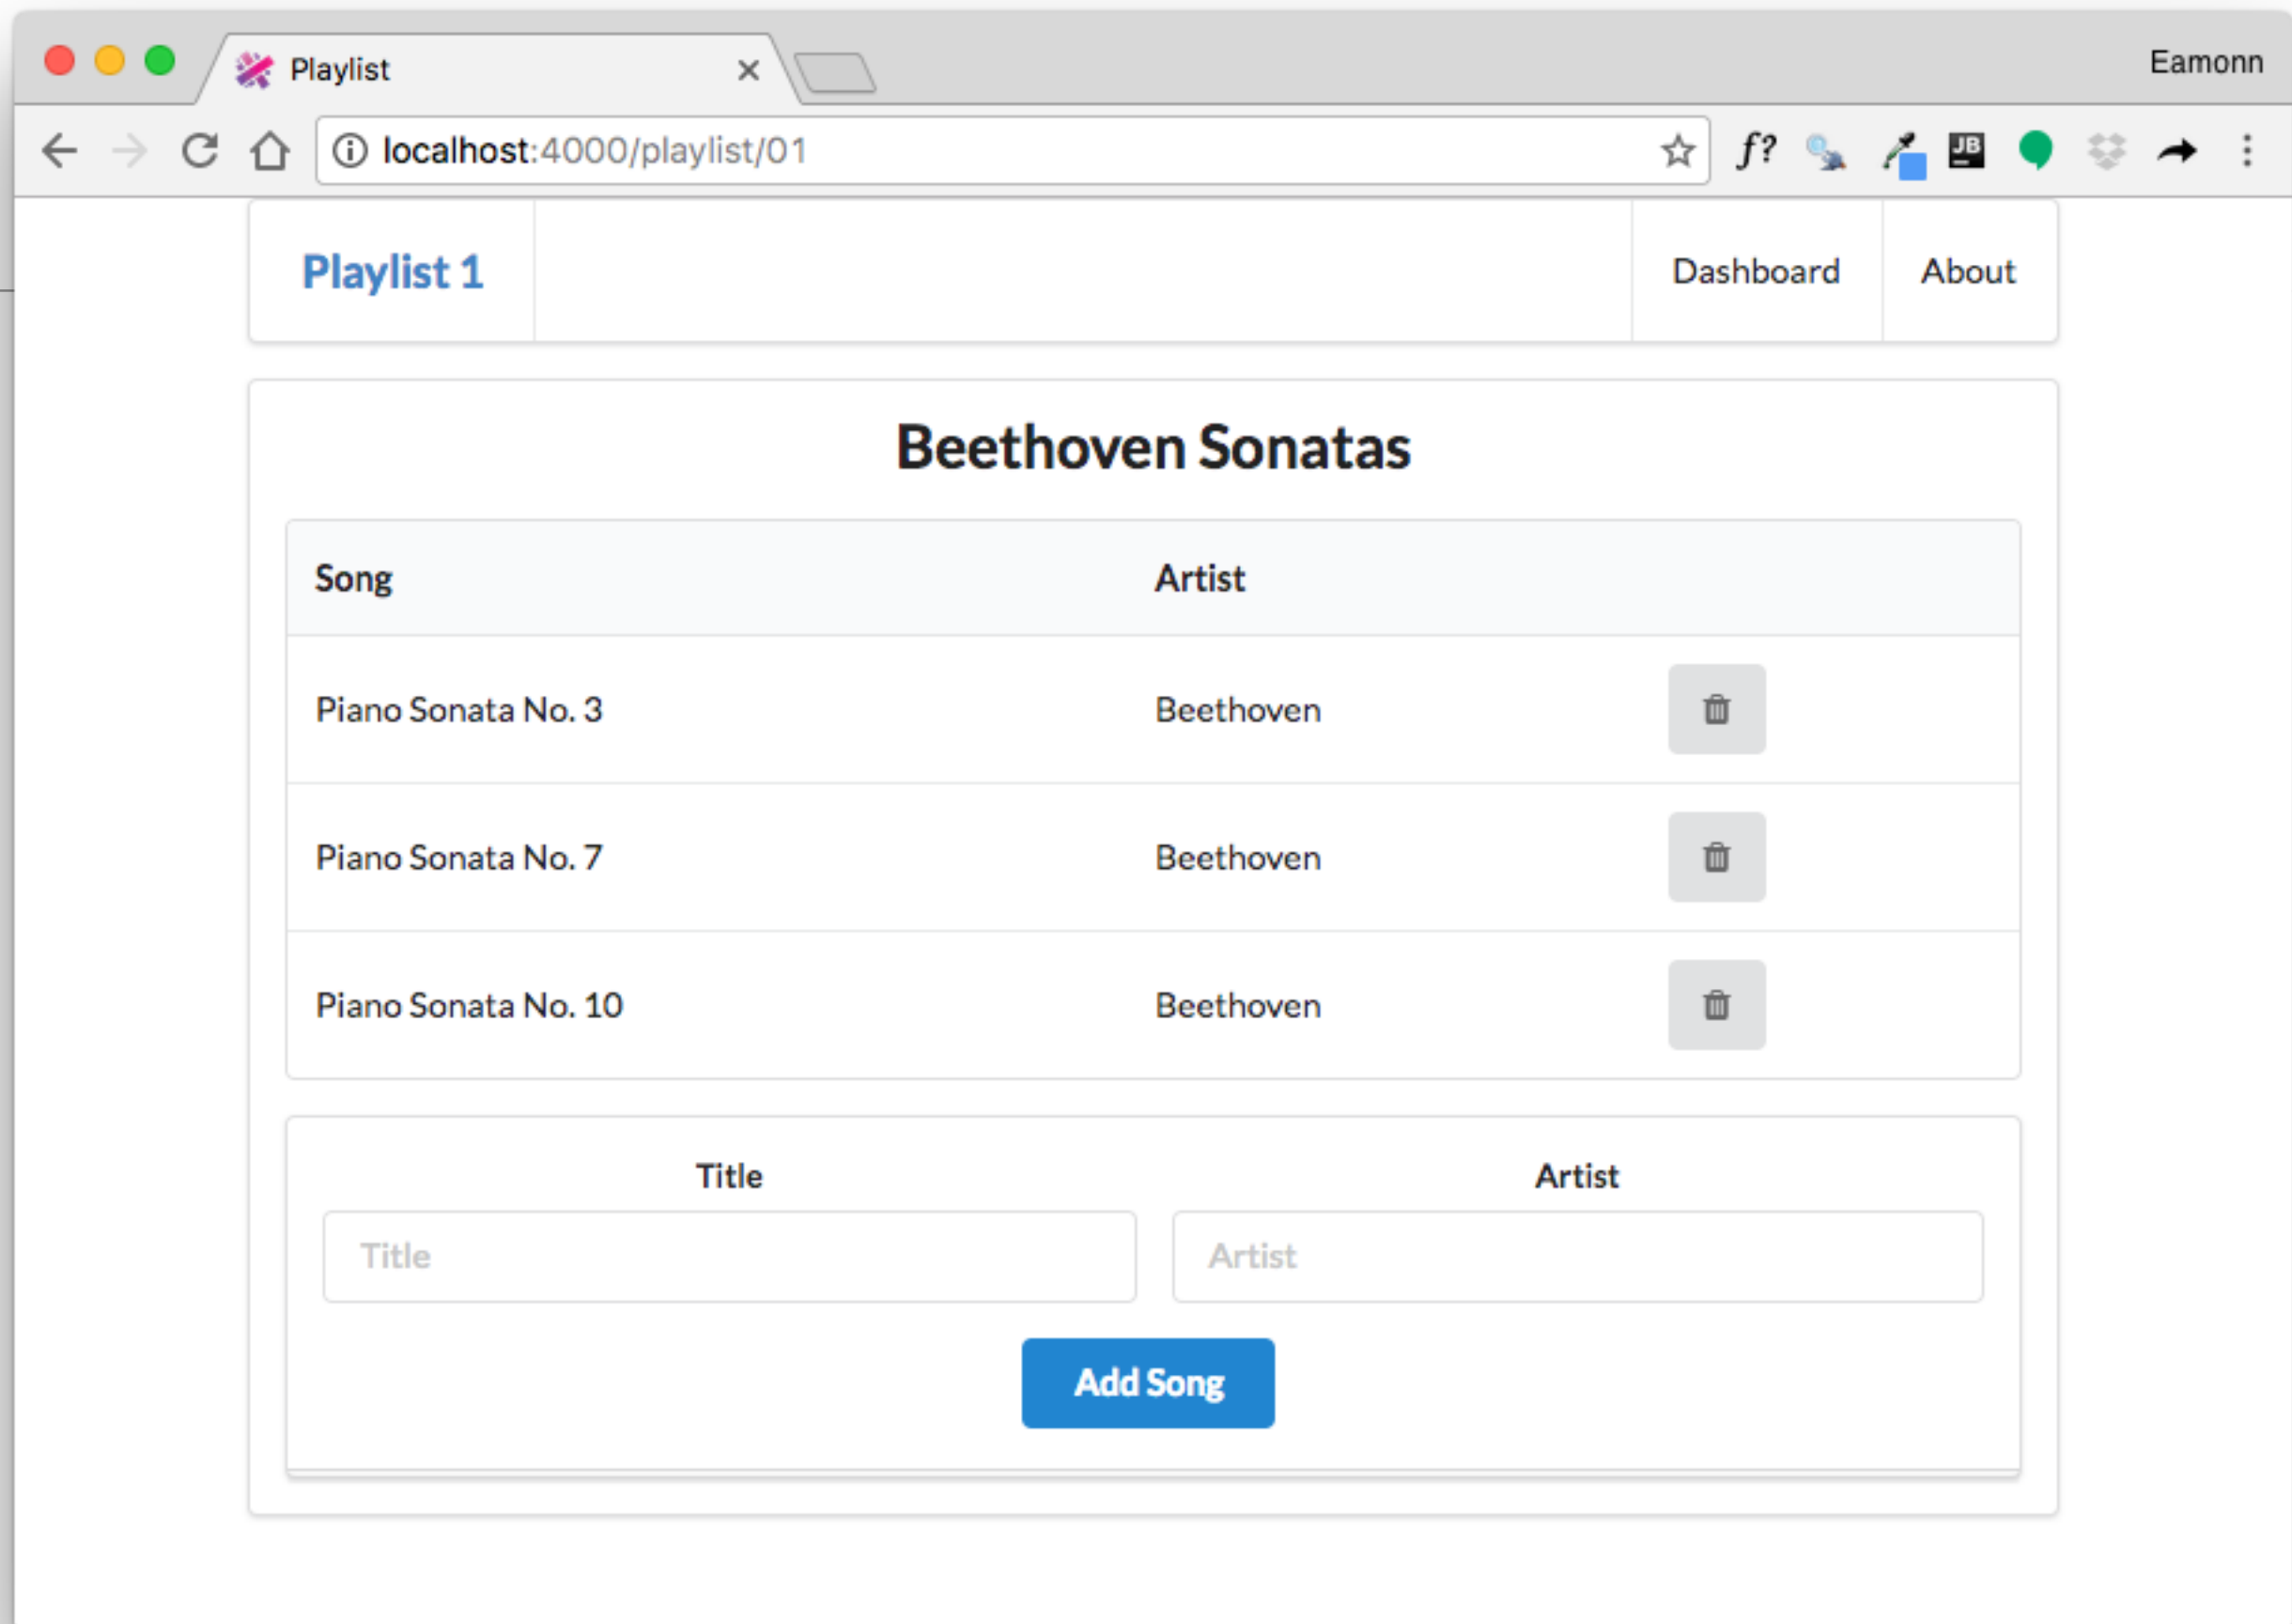 Playlist
Eamonn
localhost:4000/playlist/01
f?
JB
Playlist 1
Dashboard
About
Beethoven Sonatas
Song Artist
Piano Sonata No. 3 Beethoven
Piano Sonata No. 7 Beethoven
Piano Sonata No. 10 Beethoven
Title Artist
Title Artist
Add Song